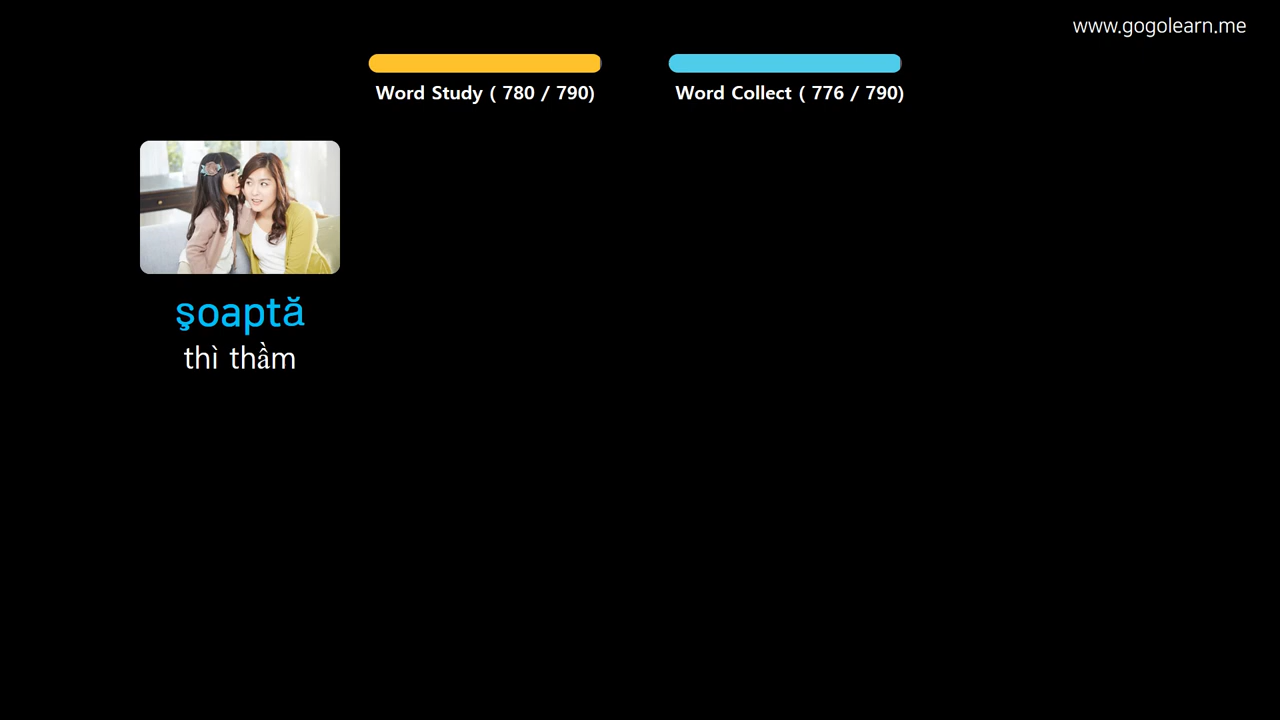 www.gogolearn.me
Word Study ( 780 / 790)
Word Collect ( 776 / 790)
şoaptă
thì thầm